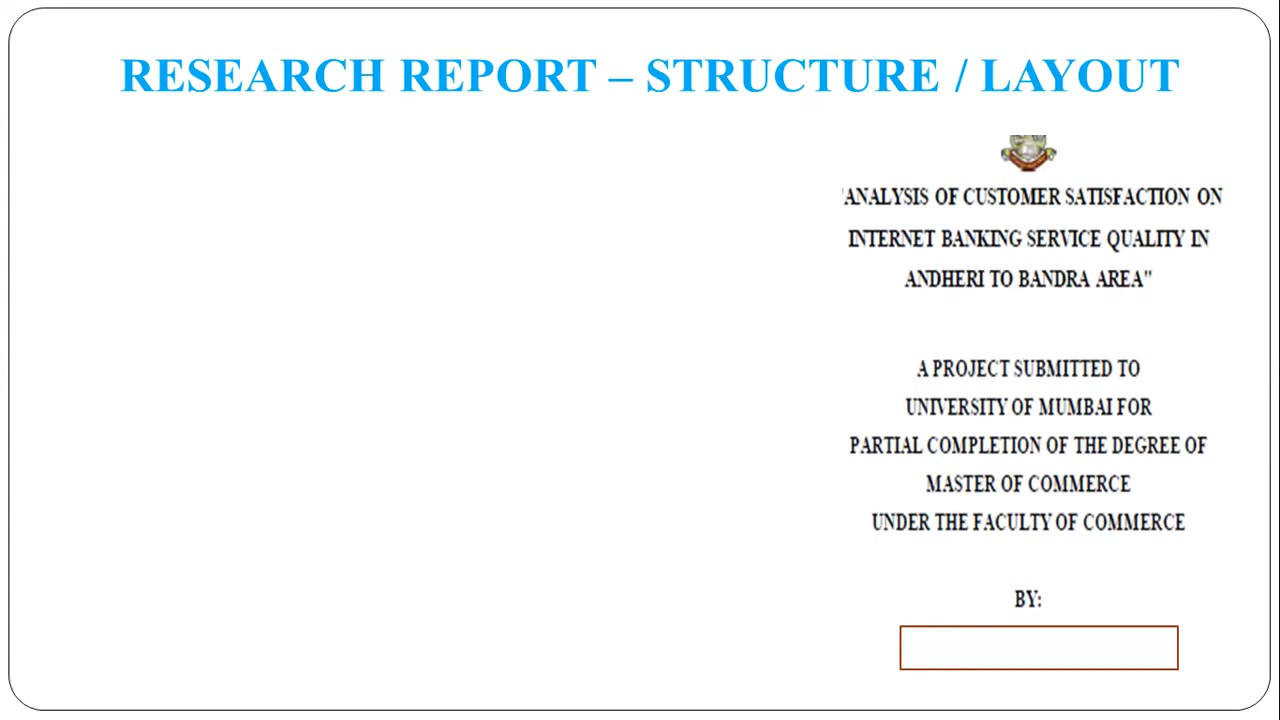 RESEARCH REPORT – STRUCTURE / LAYOUT
"ANALYSIS OF CUSTOMER SATISFACTION ON
INTERNET BANKING SERVICE QUALITY IN
ANDHERI TO BANDRA AREA"
A PROJECT SUBMITTED TO
UNIVERSITY OF MUMBAI FOR
PARTIAL COMPLETION OF THE DEGREE OF
MASTER OF COMMERCE
UNDER THE FACULTY OF COMMERCE
BY: